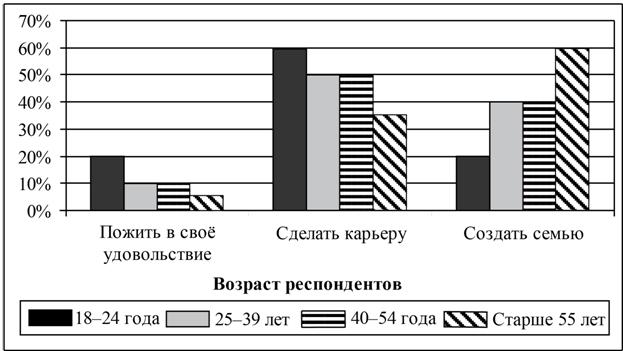 70%
60%
50%
40%
30%
20%
10%
0%
Пожить в своё
удовольствие
Сделать карьеру
Создать семью
Возраст респондентов
18–24 года
25–39 лет
40–54 года
Старше 55 лет